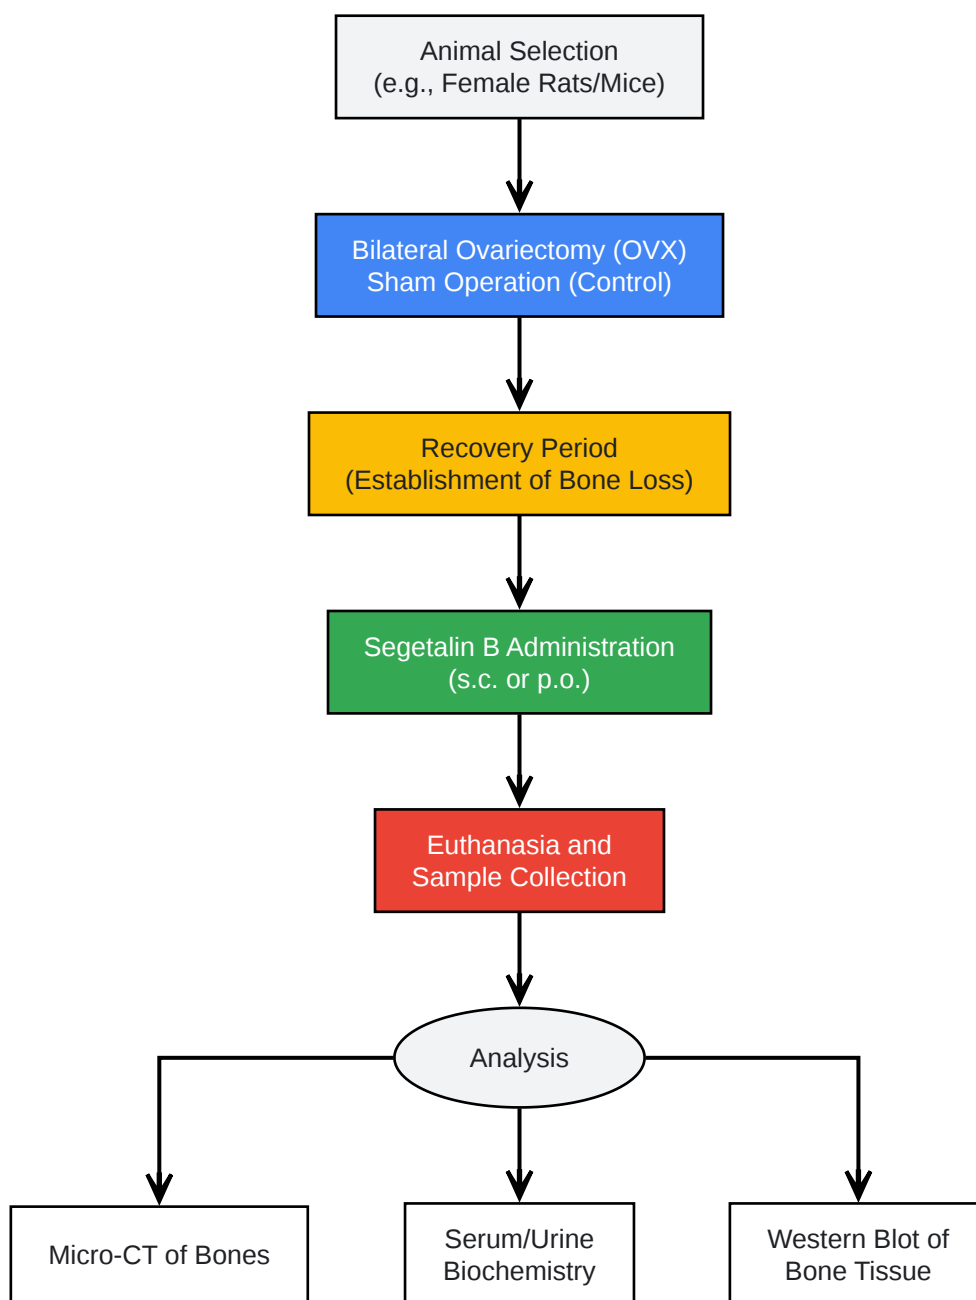 Animal Selection
(e.g., Female Rats/Mice)
Bilateral Ovariectomy (OVX)
Sham Operation (Control)
Recovery Period
(Establishment of Bone Loss)
Segetalin B Administration
(s.c. or p.o.)
Euthanasia and
Sample Collection
Analysis
Micro-CT of Bones
Serum/Urine
Biochemistry
Western Blot of
Bone Tissue